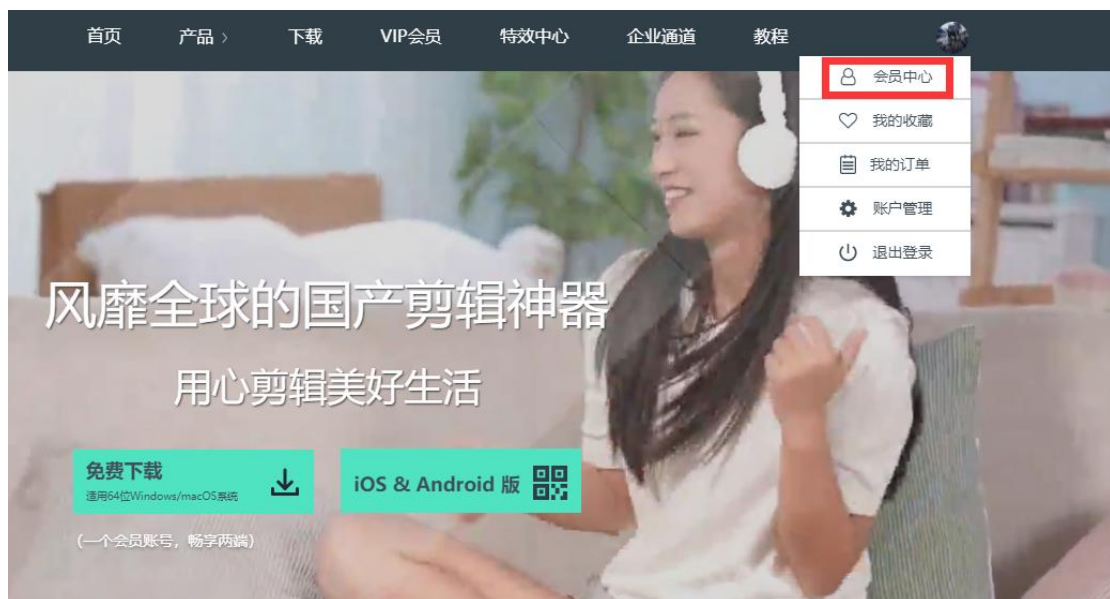 首页 产品 > 下载 VIP会员 特效中心 企业通道 教程
会员中心
我的收藏
我的订单
账户管理
退出登录
风靡全球的国产剪辑神器
用心剪辑美好生活
免费下载
适用64位Windows/macOS系统
iOS & Android 版
(一个会员账号，畅享两端)